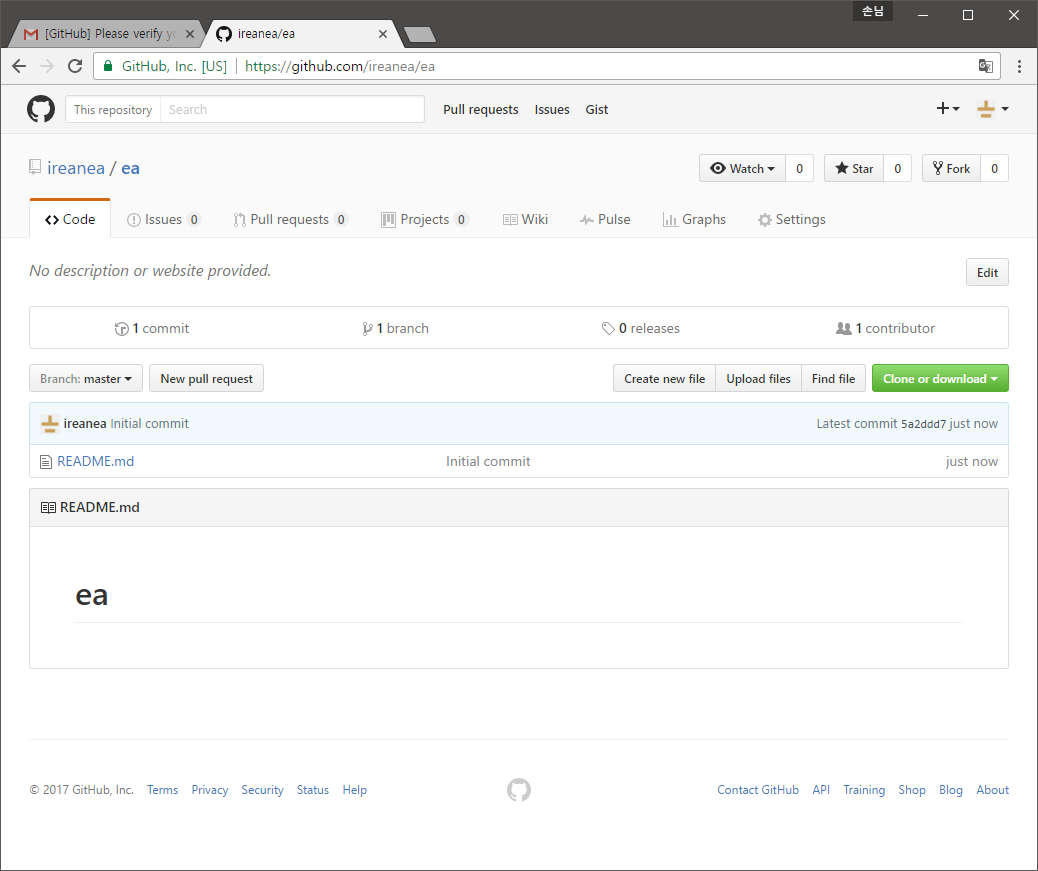 손님
[GitHub] Please verify yo
ireanea/ea
GitHub, Inc. [US] https://github.com/ireanea/ea
This repository Search Pull requests Issues Gist
ireanea / ea
Watch 0 Star 0 Fork 0
Code Issues 0 Pull requests 0 Projects 0 Wiki Pulse Graphs Settings
No description or website provided. Edit
1 commit 1 branch 0 releases 1 contributor
Branch: master New pull request Create new file Upload files Find file Clone or download
ireanea Initial commit Latest commit 5a2ddd7 just now
README.md Initial commit just now
README.md
ea
© 2017 GitHub, Inc. Terms Privacy Security Status Help Contact GitHub API Training Shop Blog About